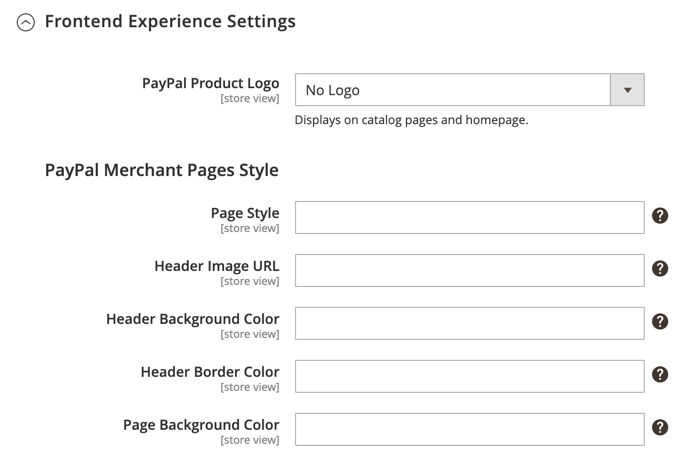 Frontend Experience Settings
PayPal Product Logo
[store view]
No Logo
Displays on catalog pages and homepage.
PayPal Merchant Pages Style
Page Style
[store view]
?
Header Image URL
[store view]
?
Header Background Color
[store view]
?
Header Border Color
[store view]
?
Page Background Color
[store view]
?